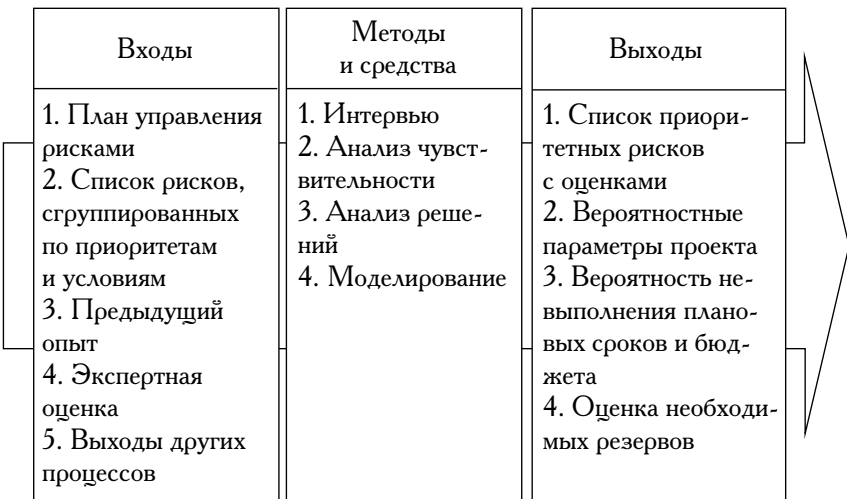 Входы
1. План управления
рисками
2. Список рисков,
сгруппированных
по приоритетам
и условиям
3. Предыдущий
опыт
4. Экспертная
оценка
5. Выходы других
процессов
Методы
и средства
1. Интервью
2. Анализ чувст-
вительности
3. Анализ реше-
ний
4. Моделирование
Выходы
1. Список приори-
тетных рисков
с оценками
2. Вероятностные
параметры проекта
3. Вероятность не-
выполнения плано-
вых сроков и бюд-
жета
4. Оценка необходи-
мых резервов